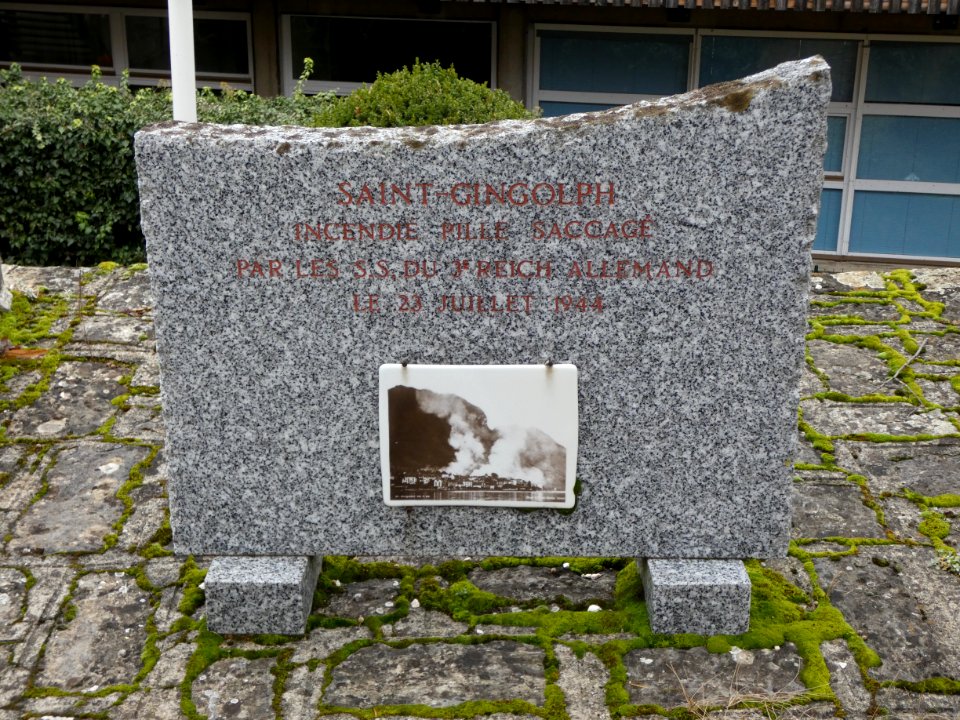 SAINT-GINGOLPH
INCENDIE PILLE SACCAGÉ
PAR LES S.S. DU 3e REICH ALLEMAND
LE 23 JUILLET 1944